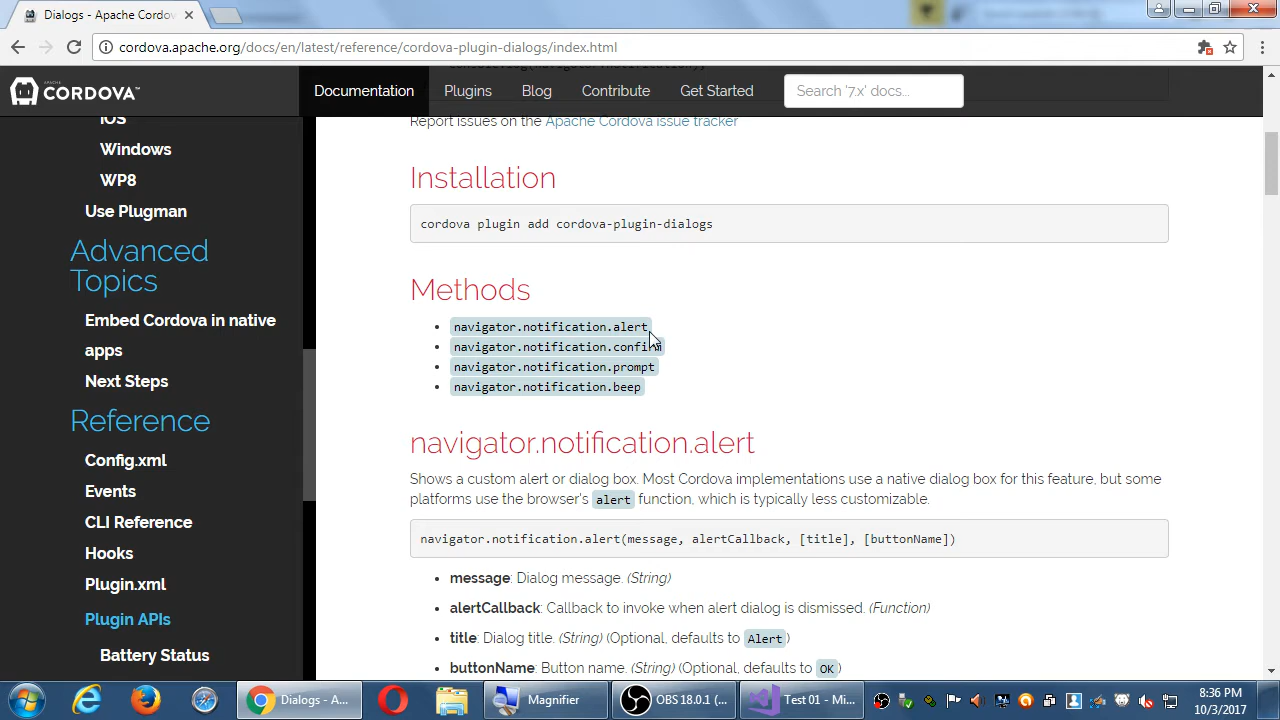 Dialogs - Apache Cordov
cordova.apache.org/docs/en/latest/reference/cordova-plugin-dialogs/index.html
APACHE
CORDOVA™
Documentation
Plugins
Blog
Contribute
Get Started
Search '7.x' docs...
iOS
Windows
WP8
Use Plugman
Advanced
Topics
Embed Cordova in native
apps
Next Steps
Reference
Config.xml
Events
CLI Reference
Hooks
Plugin.xml
Plugin APIs
Battery Status
Report issues on the Apache Cordova issue tracker
Installation
cordova plugin add cordova-plugin-dialogs
Methods
• navigator.notification.alert
• navigator.notification.confirm
• navigator.notification.prompt
• navigator.notification.beep
navigator.notification.alert
Shows a custom alert or dialog box. Most Cordova implementations use a native dialog box for this feature, but some
platforms use the browser's alert function, which is typically less customizable.
navigator.notification.alert(message, alertCallback, [title], [buttonName])
• message: Dialog message. (String)
• alertCallback: Callback to invoke when alert dialog is dismissed. (Function)
• title: Dialog title. (String) (Optional, defaults to Alert)
• buttonName: Button name. (String) (Optional, defaults to OK)
Dialogs - A...
Magnifier
OBS 18.0.1 (...
Test 01 - Mi...
8:36 PM
10/3/2017